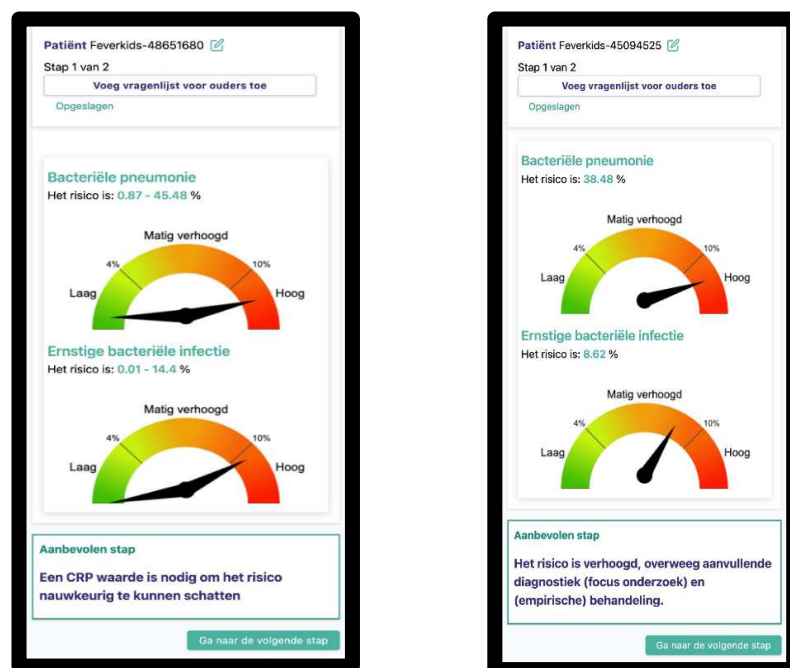 Patiënt Feverkids-48651680
Stap 1 van 2
Voeg vragenlijst voor ouders toe
Opgeslagen
Bacteriële pneumonie
Het risico is: 0.87 - 45.48 %
Matig verhoogd
4%
10%
Laag
Hoog
Ernstige bacteriële infectie
Het risico is: 0.01 - 14.4 %
Matig verhoogd
4%
10%
Laag
Hoog
Aanbevolen stap
Een CRP waarde is nodig om het risico
nauwkeurig te kunnen schatten
Ga naar de volgende stap
Patiënt Feverkids-45094525
Stap 1 van 2
Voeg vragenlijst voor ouders toe
Opgeslagen
Bacteriële pneumonie
Het risico is: 38.48 %
Matig verhoogd
4%
10%
Laag
Hoog
Ernstige bacteriële infectie
Het risico is: 8.62 %
Matig verhoogd
4%
10%
Laag
Hoog
Aanbevolen stap
Het risico is verhoogd, overweeg aanvullende
diagnostiek (focus onderzoek) en
(empirische) behandeling.
Ga naar de volgende stap